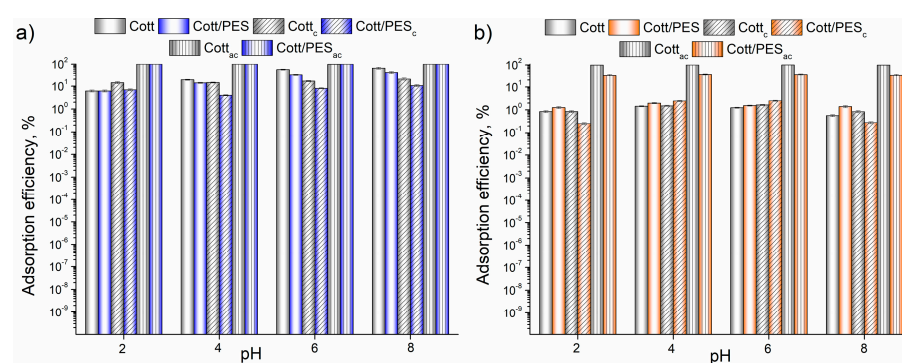 a)
Cott Cott/PES Cott_c Cott/PES_c
Cott_ac Cott/PES_ac
Adsorption efficiency, %
10^2
10^1
10^0
10^-1
10^-2
10^-3
10^-4
10^-5
10^-6
10^-7
10^-8
10^-9
2 4 6 8
pH
b)
Cott Cott/PES Cott_c Cott/PES_c
Cott_ac Cott/PES_ac
Adsorption efficiency, %
10^2
10^1
10^0
10^-1
10^-2
10^-3
10^-4
10^-5
10^-6
10^-7
10^-8
10^-9
2 4 6 8
pH